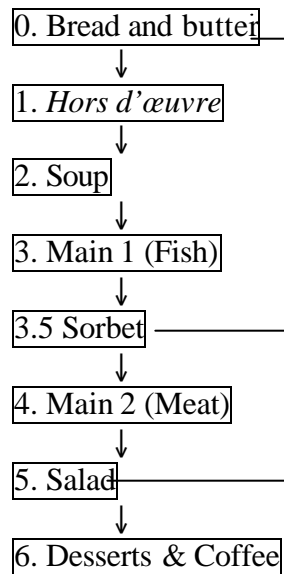 0. Bread and butter
1. Hors d’œuvre
2. Soup
3. Main 1 (Fish)
3.5 Sorbet
4. Main 2 (Meat)
5. Salad
6. Desserts & Coffee